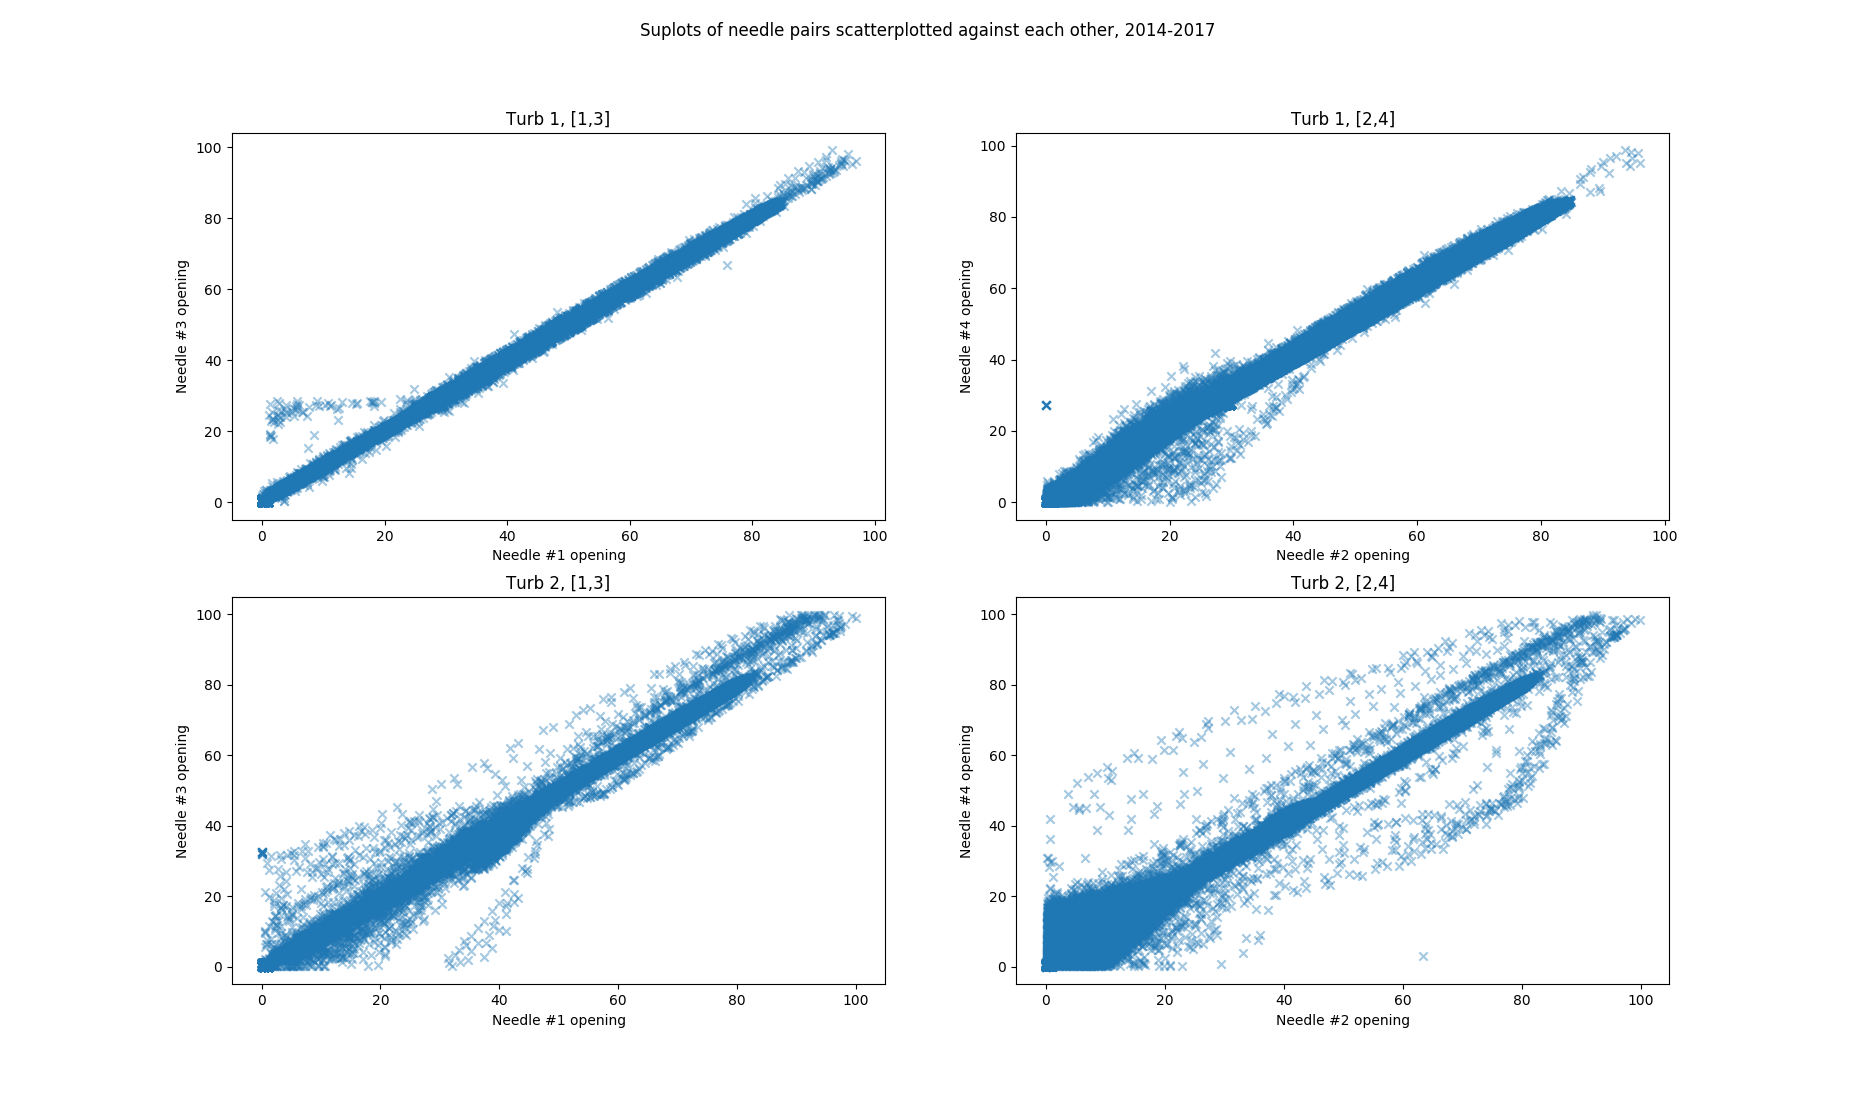 Suplots of needle pairs scatterplotted against each other, 2014-2017
Turb 1, [1,3]
100
80
60
40
20
0
Needle #3 opening
0 20 40 60 80 100
Needle #1 opening
Turb 1, [2,4]
100
80
60
40
20
0
Needle #4 opening
0 20 40 60 80 100
Needle #2 opening
Turb 2, [1,3]
100
80
60
40
20
0
Needle #3 opening
0 20 40 60 80 100
Needle #1 opening
Turb 2, [2,4]
100
80
60
40
20
0
Needle #4 opening
0 20 40 60 80 100
Needle #2 opening